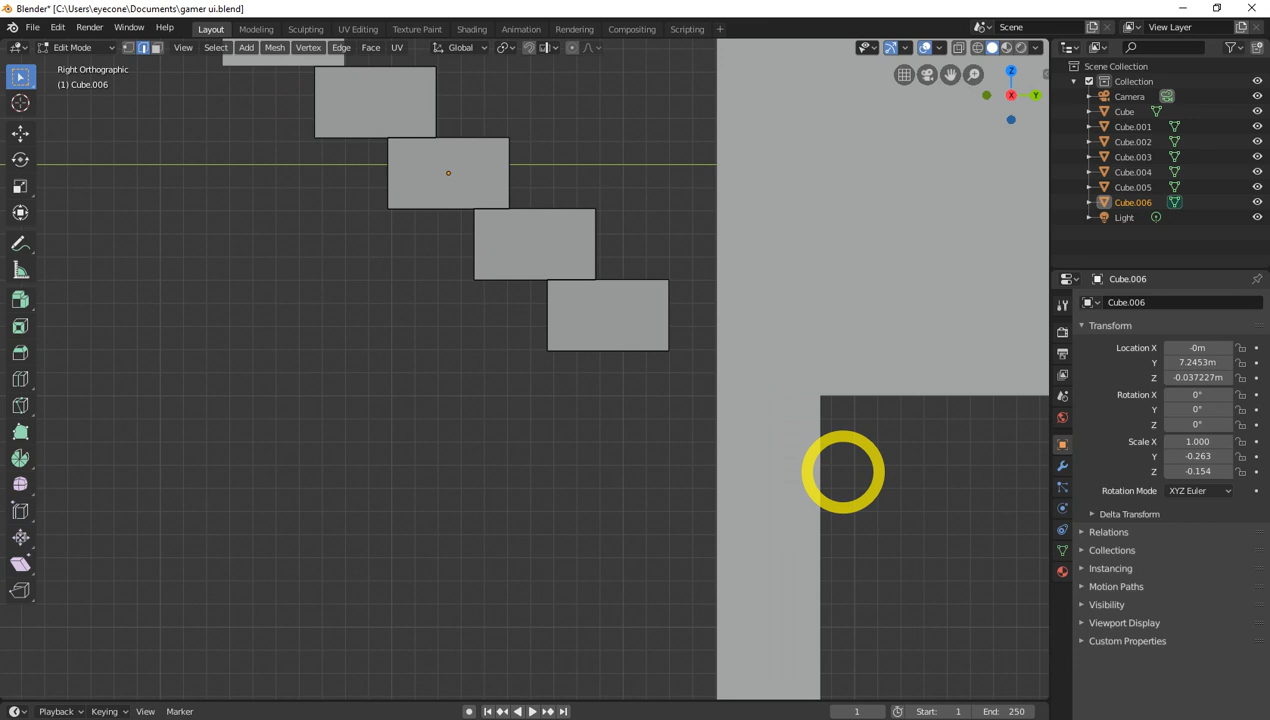 Blender* [C:\Users\eyecone\Documents\gamer ui.blend]
File Edit Render Window Help Layout Modeling Sculpting UV Editing Texture Paint Shading Animation Rendering Compositing Scripting + Scene View Layer
Edit Mode View Select Add Mesh Vertex Edge Face UV Global
Right Orthographic
(1) Cube.006
Z
X
Y
Scene Collection
Collection
Camera
Cube
Cube.001
Cube.002
Cube.003
Cube.004
Cube.005
Cube.006
Light
Cube.006
Cube.006
Transform
Location X -0m
Y 7.2453m
Z -0.037227m
Rotation X 0°
Y 0°
Z 0°
Scale X 1.000
Y -0.263
Z -0.154
Rotation Mode XYZ Euler
Delta Transform
Relations
Collections
Instancing
Motion Paths
Visibility
Viewport Display
Custom Properties
Playback Keying View Marker 1 Start: 1 End: 250